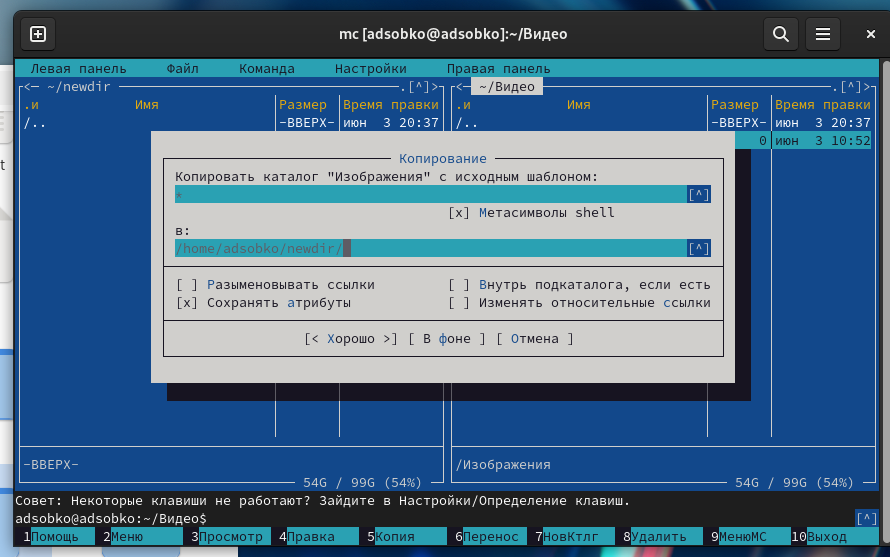 mc [adsobko@adsobko]:~/Видео
Левая панель Файл Команда Настройки Правая панель
<─ ~/newdir .[^]> <─ ~/Видео .[^]>
.и Имя Размер Время правки .и Имя Размер Время правки
/.. -ВВЕРХ- июн 3 20:37 /.. -ВВЕРХ- июн 3 20:37
0 июн 3 10:52
Копирование
Копировать каталог "Изображения" с исходным шаблоном:
* [^]
[x] Метасимволы shell
в:
/home/adsobko/newdir/ [^]
[ ] Разыменовывать ссылки [ ] Внутрь подкаталога, если есть
[x] Сохранять атрибуты [ ] Изменять относительные ссылки
[< Хорошо >] [ В фоне ] [ Отмена ]
-ВВЕРХ- /Изображения
54G / 99G (54%) 54G / 99G (54%)
Совет: Некоторые клавиши не работают? Зайдите в Настройки/Определение клавиш.
adsobko@adsobko:~/Видео$ [^]
1Помощь 2Меню 3Просмотр 4Правка 5Копия 6Перенос 7НовКтлг 8Удалить 9МенюMC 10Выход